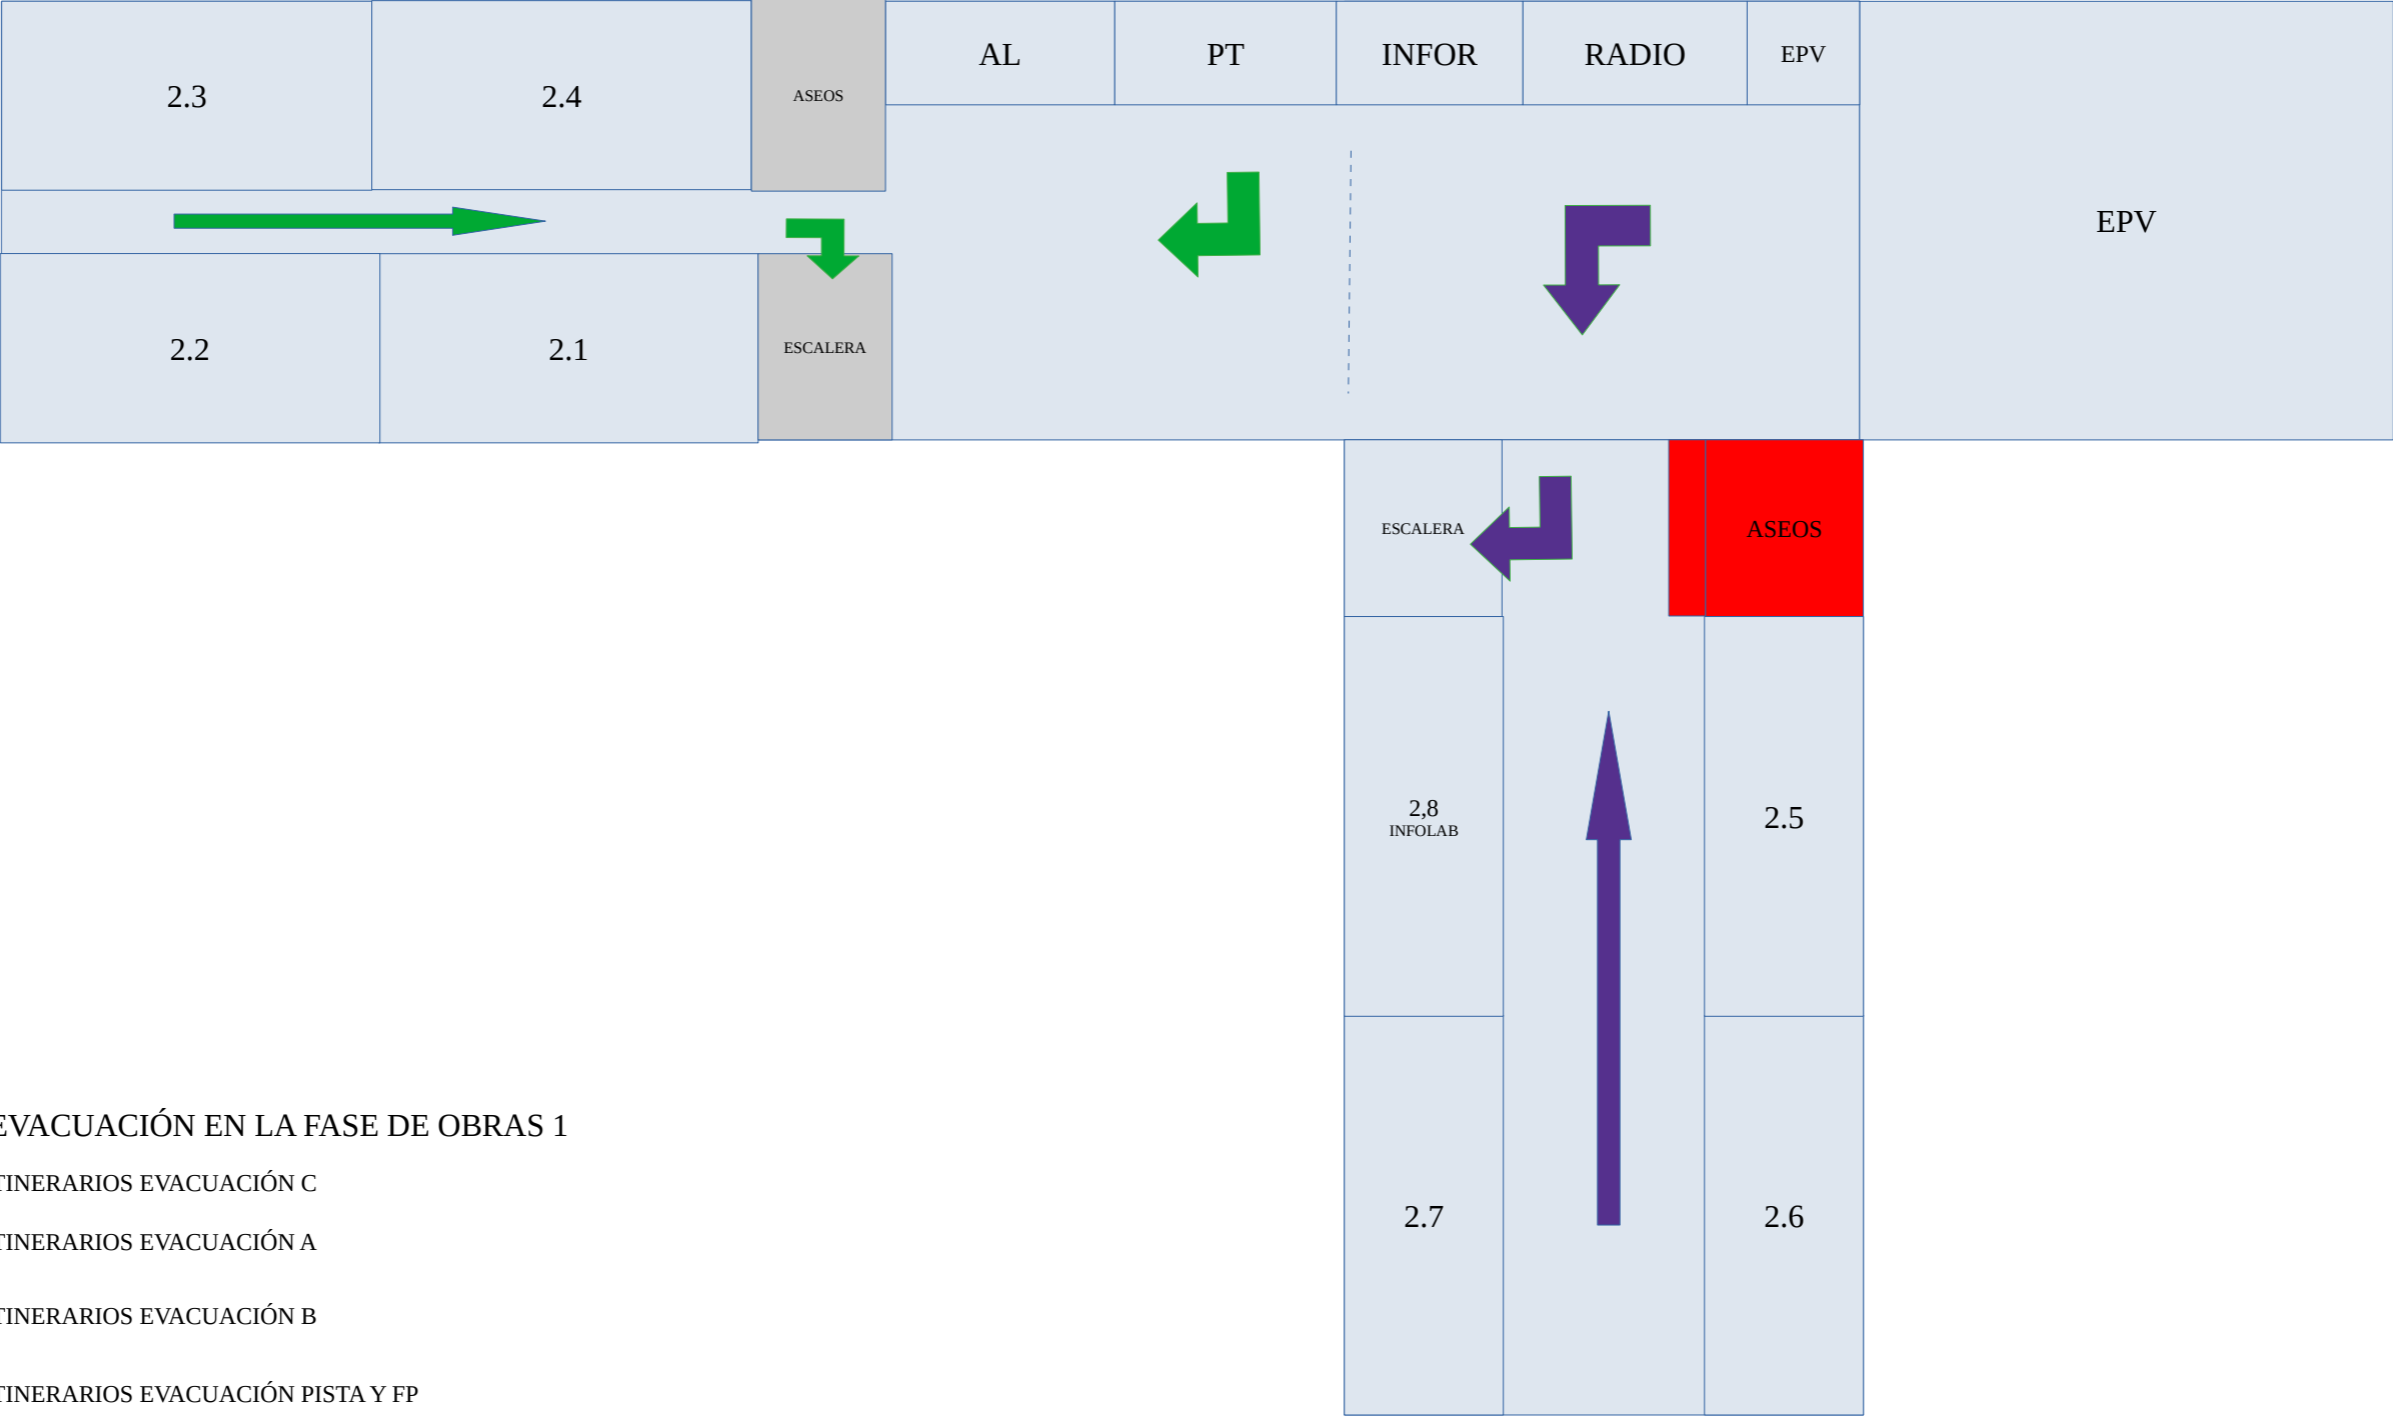 2.3
2.4
ASEOS
AL
PT
INFOR
RADIO
EPV
EPV
2.2
2.1
ESCALERA
ESCALERA
ASEOS
2,8
INFOLAB
2.5
2.7
2.6
EVACUACIÓN EN LA FASE DE OBRAS 1
TINERARIOS EVACUACIÓN C
TINERARIOS EVACUACIÓN A
TINERARIOS EVACUACIÓN B
TINERARIOS EVACUACIÓN PISTA Y FP